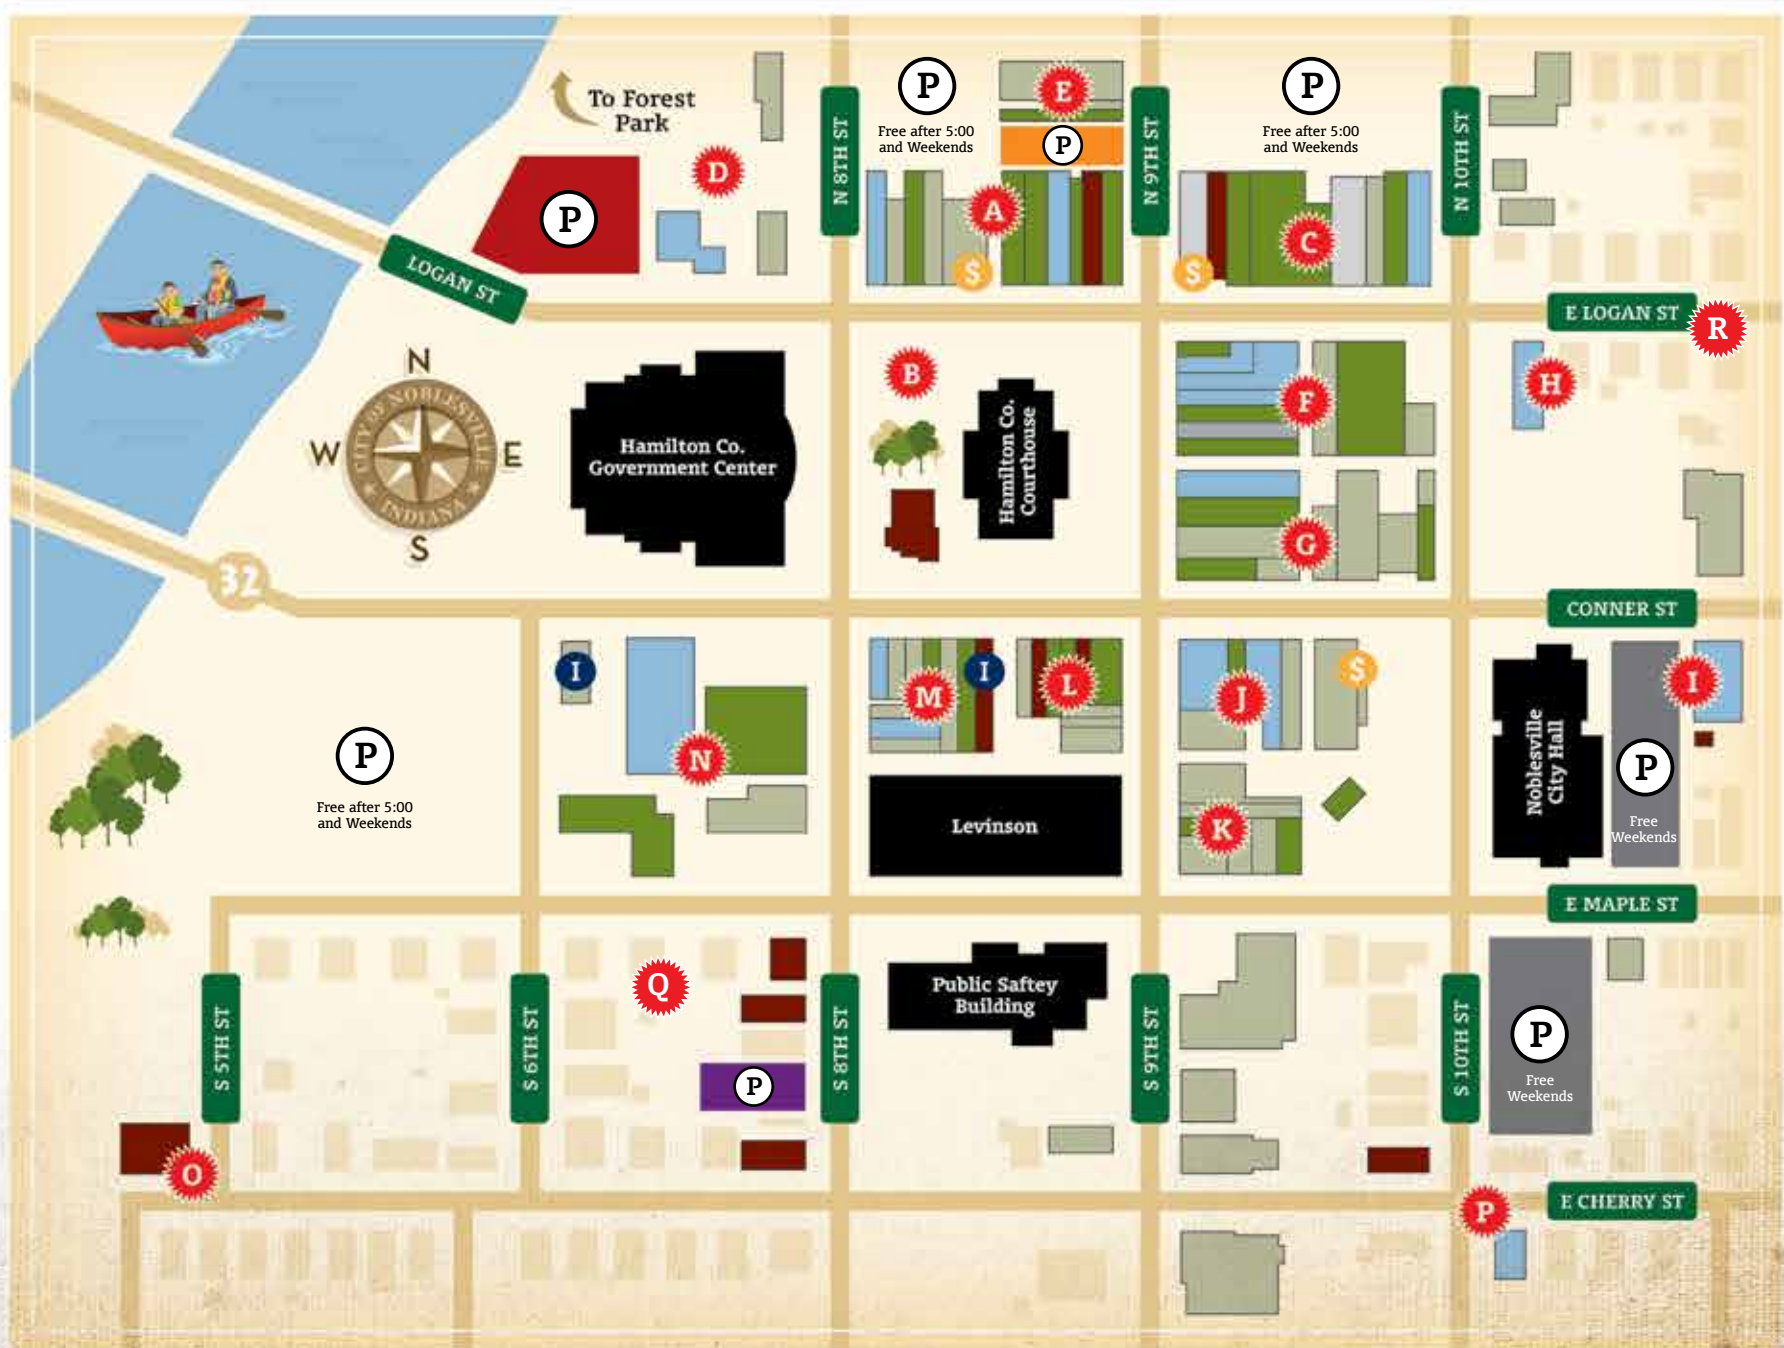 To Forest
Park
P
D
N 8TH ST
P
Free after 5:00
and Weekends
E
P
A
$
N 9TH ST
P
Free after 5:00
and Weekends
C
$
N 10TH ST
LOGAN ST
E LOGAN ST
R
N
W
E
S
CITY OF NOBLESVILLE
INDIANA
Hamilton Co.
Government Center
B
Hamilton Co.
Courthouse
F
G
H
32
CONNER ST
I
N
M
I
L
J
$
I
Noblesville
City Hall
P
Free
Weekends
P
Free after 5:00
and Weekends
Levinson
K
E MAPLE ST
S 5TH ST
S 6TH ST
Q
P
S 8TH ST
Public Saftey
Building
S 9TH ST
S 10TH ST
P
Free
Weekends
O
P
E CHERRY ST